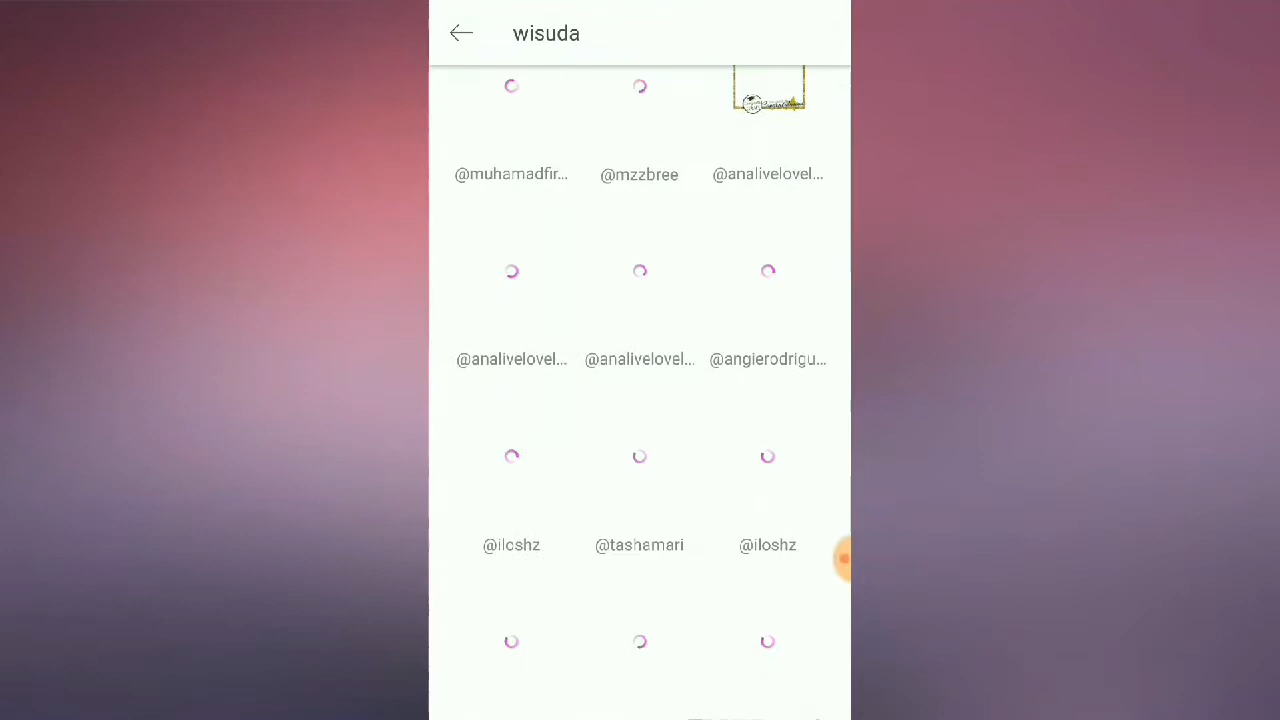 wisuda
@muhamadfir... @mzzbree @analivelovel...
@analivelovel... @analivelovel... @angierodrigu...
@iloshz @tashamari @iloshz